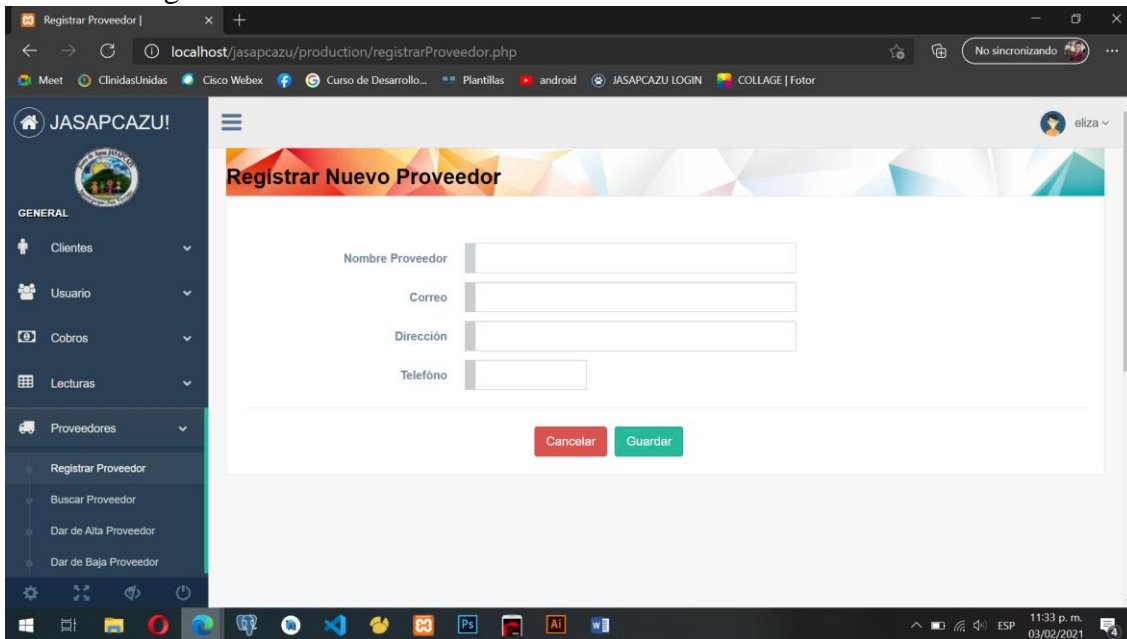 Registrar Proveedor |
localhost/jasapcazu/production/registrarProveedor.php
No sincronizando
Meet ClinidasUnidas Cisco Webex Curso de Desarrollo... Plantillas android JASAPCAZU LOGIN COLLAGE | Fotor
JASAPCAZU!
eliza
Registrar Nuevo Proveedor
GENERAL
Clientes
Usuario
Cobros
Lecturas
Proveedores
Registrar Proveedor
Buscar Proveedor
Dar de Alta Proveedor
Dar de Baja Proveedor
Nombre Proveedor
Correo
Dirección
Telefóno
Cancelar Guardar
Ps Ai W
ESP
11:33 p. m.
03/02/2021
4